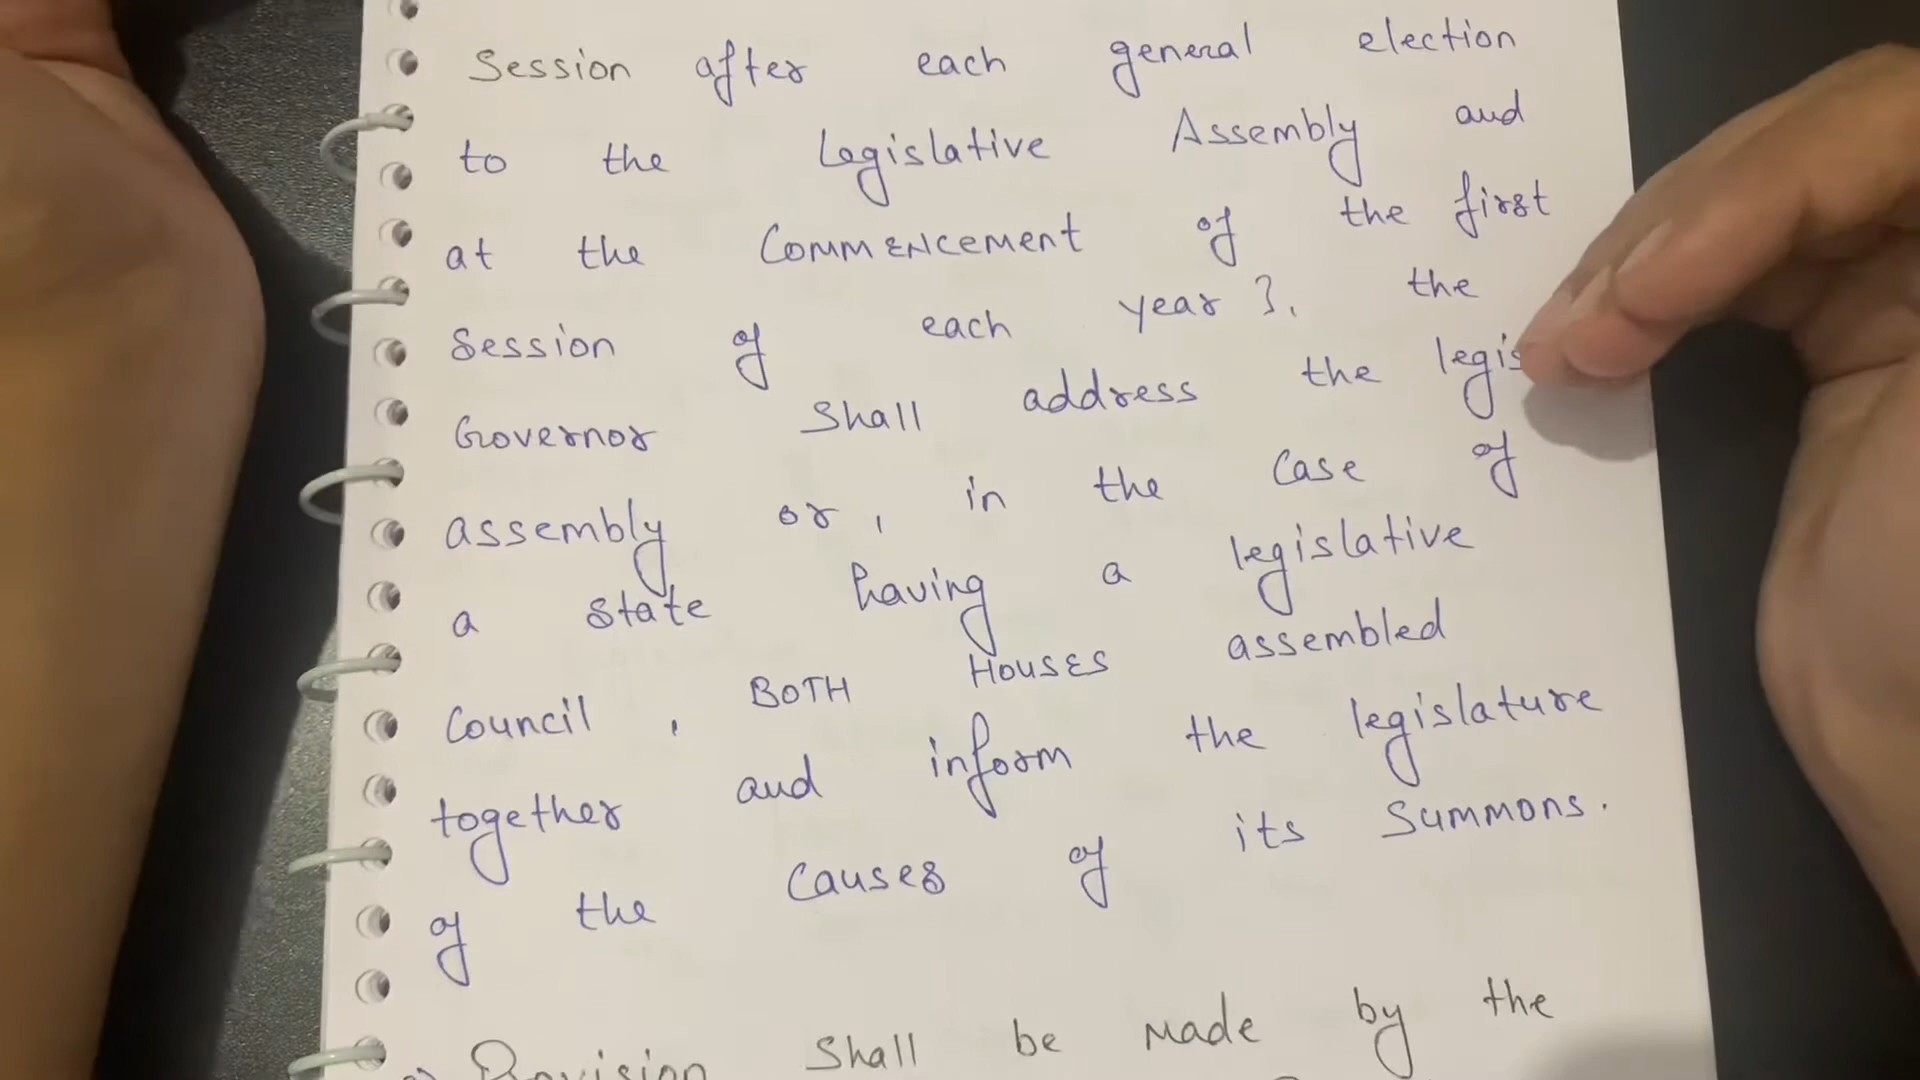 Session after each general election
to the Legislative Assembly and
at the Commencement of the first
Session of each year}. the
Governor Shall address the legis
assembly or, in the Case of
a state having a legislative
Council, BOTH HOUSES assembled
together and inform the legislature
of the Causes of its Summons.
Provision Shall be Made by the